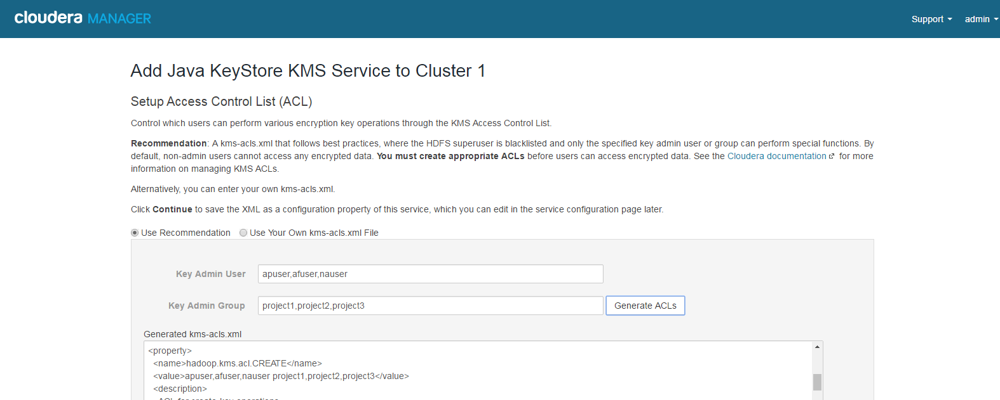 cloudera MANAGER
Support admin
Add Java KeyStore KMS Service to Cluster 1
Setup Access Control List (ACL)
Control which users can perform various encryption key operations through the KMS Access Control List.
Recommendation: A kms-acls.xml that follows best practices, where the HDFS superuser is blacklisted and only the specified key admin user or group can perform special functions. By
default, non-admin users cannot access any encrypted data. You must create appropriate ACLs before users can access encrypted data. See the Cloudera documentation for more
information on managing KMS ACLs.
Alternatively, you can enter your own kms-acls.xml.
Click Continue to save the XML as a configuration property of this service, which you can edit in the service configuration page later.
Use Recommendation Use Your Own kms-acls.xml File
Key Admin User apuser,afuser,nauser
Key Admin Group project1,project2,project3 Generate ACLs
Generated kms-acls.xml
<property>
<name>hadoop.kms.acl.CREATE</name>
<value>apuser,afuser,nauser project1,project2,project3</value>
<description>
ACL for create-key operations